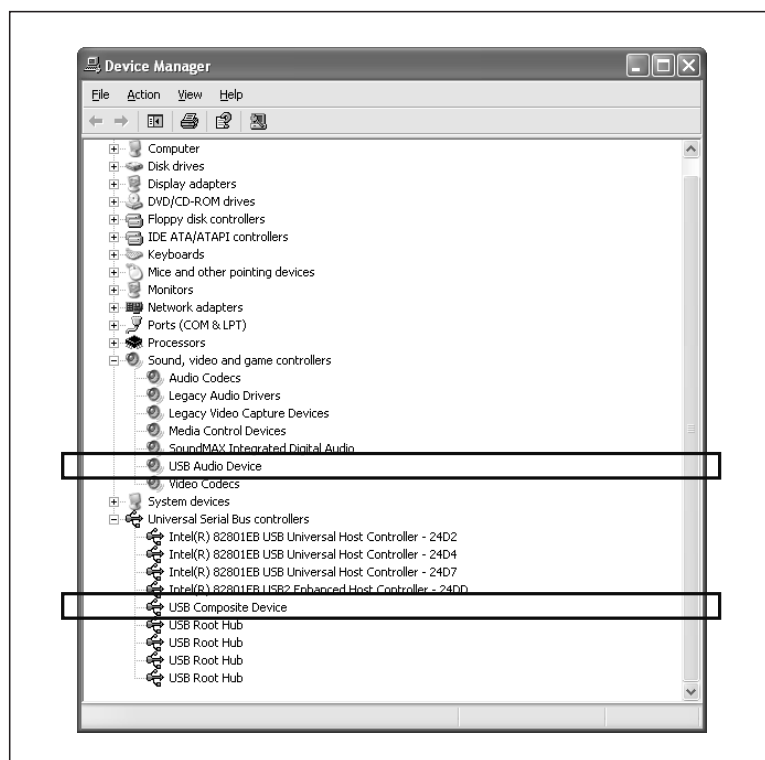 Device Manager
File Action View Help
Computer
Disk drives
Display adapters
DVD/CD-ROM drives
Floppy disk controllers
IDE ATA/ATAPI controllers
Keyboards
Mice and other pointing devices
Monitors
Network adapters
Ports (COM & LPT)
Processors
Sound, video and game controllers
Audio Codecs
Legacy Audio Drivers
Legacy Video Capture Devices
Media Control Devices
SoundMAX Integrated Digital Audio
USB Audio Device
Video Codecs
System devices
Universal Serial Bus controllers
Intel(R) 82801EB USB Universal Host Controller - 24D2
Intel(R) 82801EB USB Universal Host Controller - 24D4
Intel(R) 82801EB USB Universal Host Controller - 24D7
Intel(R) 82801EB USB2 Enhanced Host Controller - 24DD
USB Composite Device
USB Root Hub
USB Root Hub
USB Root Hub
USB Root Hub